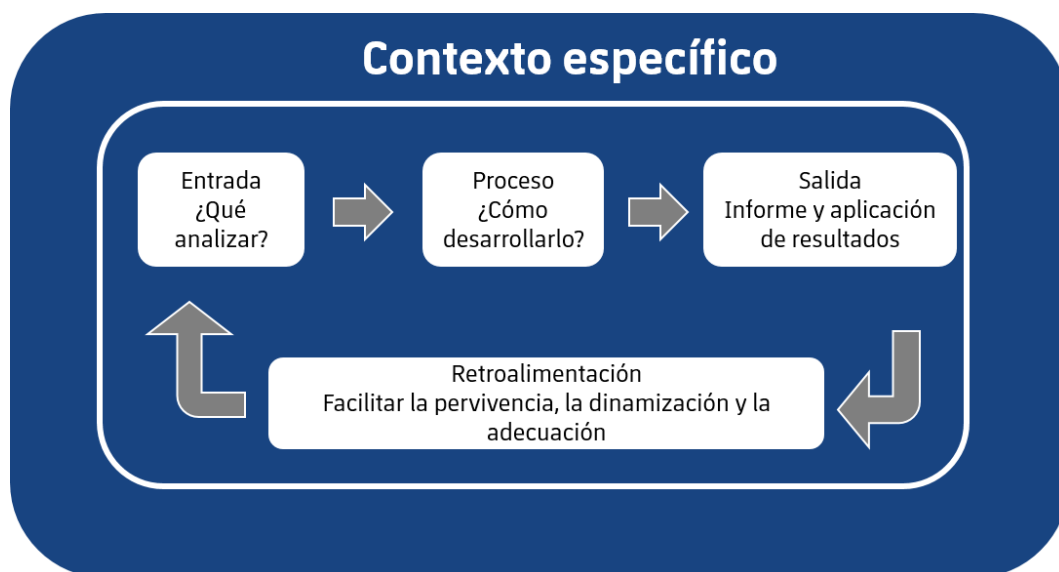 Contexto específico
Entrada
¿Qué
analizar?
Proceso
¿Cómo
desarrollarlo?
Salida
Informe y aplicación
de resultados
Retroalimentación
Facilitar la pervivencia, la dinamización y la
adecuación